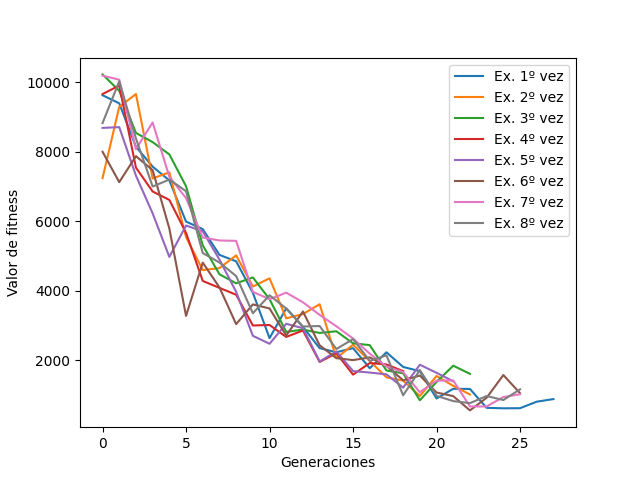 Ex. 1º vez
Ex. 2º vez
Ex. 3º vez
Ex. 4º vez
Ex. 5º vez
Ex. 6º vez
Ex. 7º vez
Ex. 8º vez
10000
8000
6000
4000
2000
Valor de fitness
0 5 10 15 20 25
Generaciones